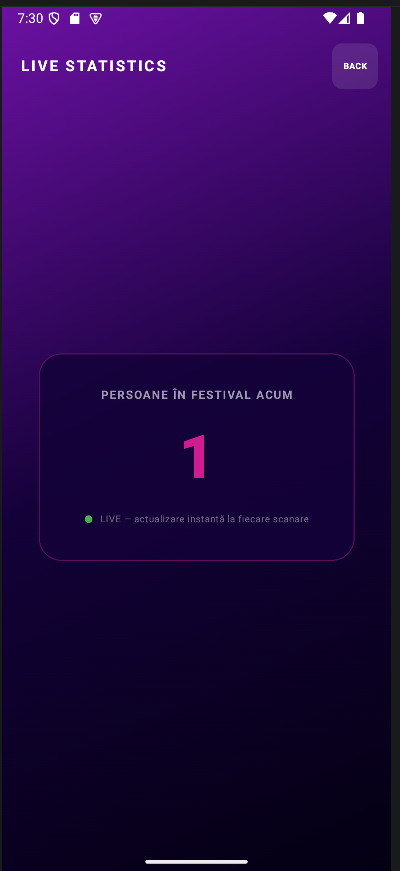 7:30
LIVE STATISTICS
BACK
PERSOANE ÎN FESTIVAL ACUM
1
LIVE — actualizare instantă la fiecare scanare